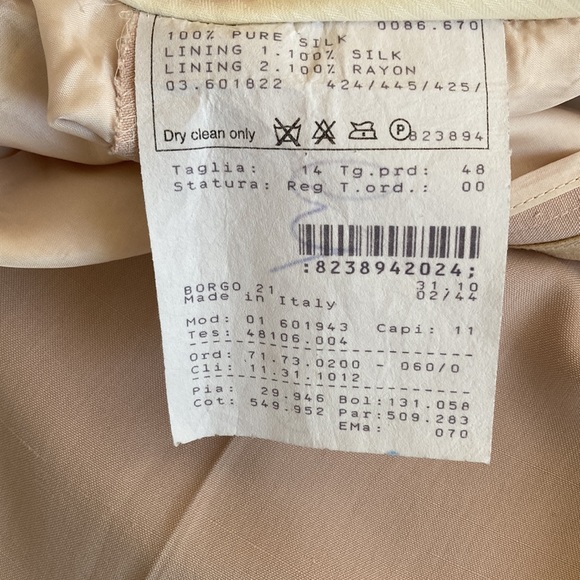 0086.670
100% PURE SILK
LINING 1.100% SILK
LINING 2.100% RAYON
03.601822 424/445/425/
Dry clean only P 823894
Taglia: 14 Tg.prd: 48
Statura: Reg T.ord.: 00
:8238942024;
BORGO 21 31.10
Made in Italy 02/44
Mod: 01 601943 Capi: 11
Tes: 48106.004
Ord: 71.73.0200 - 060/0
Cli: 11.31.1012
Pia: 29.946 Bol:131.058
Cot: 549.952 Par:509.283
EMa: 070